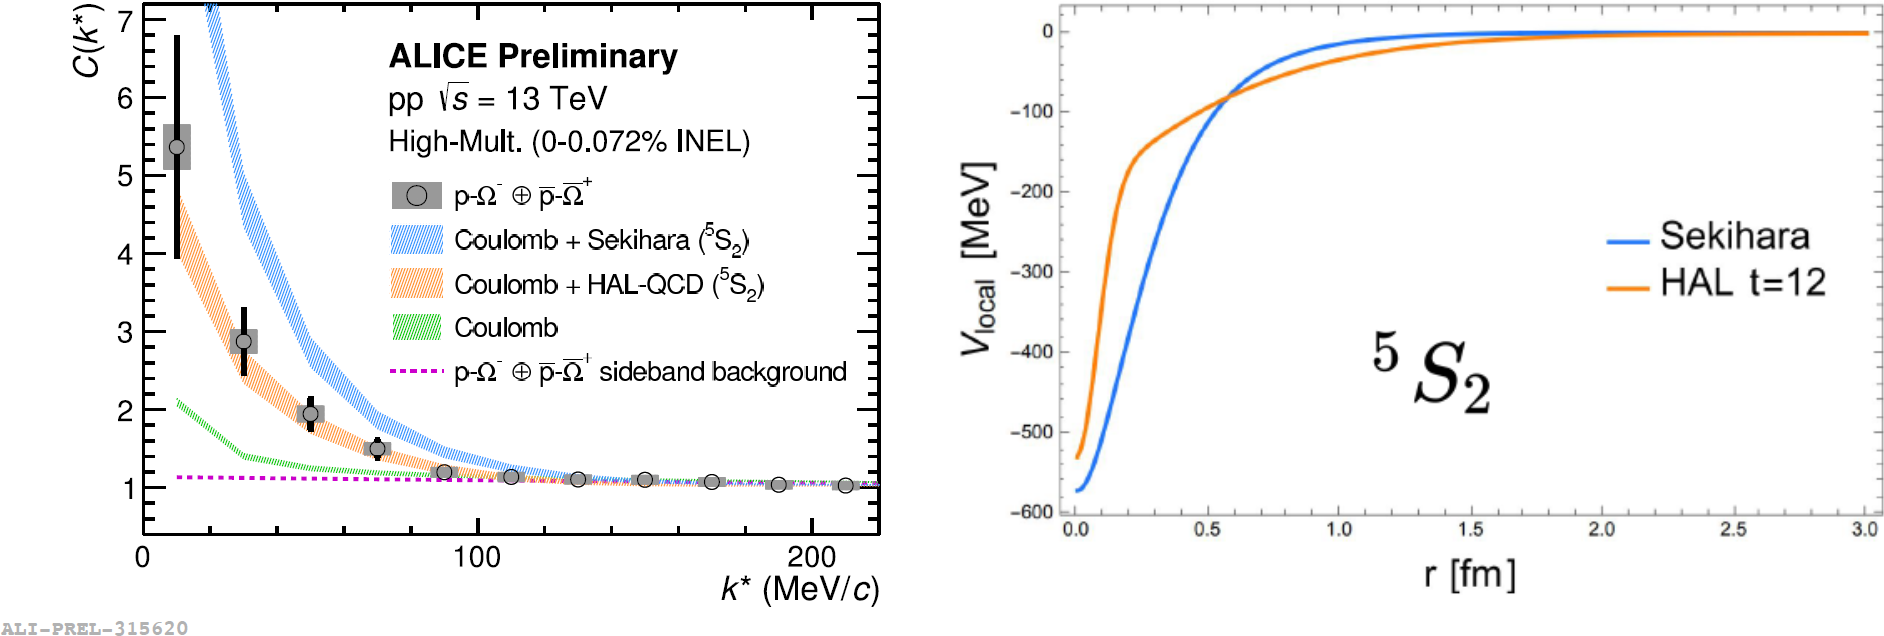 C(k*)
7
6
5
4
3
2
1
ALICE Preliminary
pp √s = 13 TeV
High-Mult. (0-0.072% INEL)
p-Ω⁻ ⊕ p̅-Ω̅⁺
Coulomb + Sekihara (⁵S₂)
Coulomb + HAL-QCD (⁵S₂)
Coulomb
p-Ω⁻ ⊕ p̅-Ω̅⁺ sideband background
0 100 200
k* (MeV/c)
ALI-PREL-315620
V_local [MeV]
0
−100
−200
−300
−400
−500
−600
Sekihara
HAL t=12
⁵S₂
0.0 0.5 1.0 1.5 2.0 2.5 3.0
r [fm]